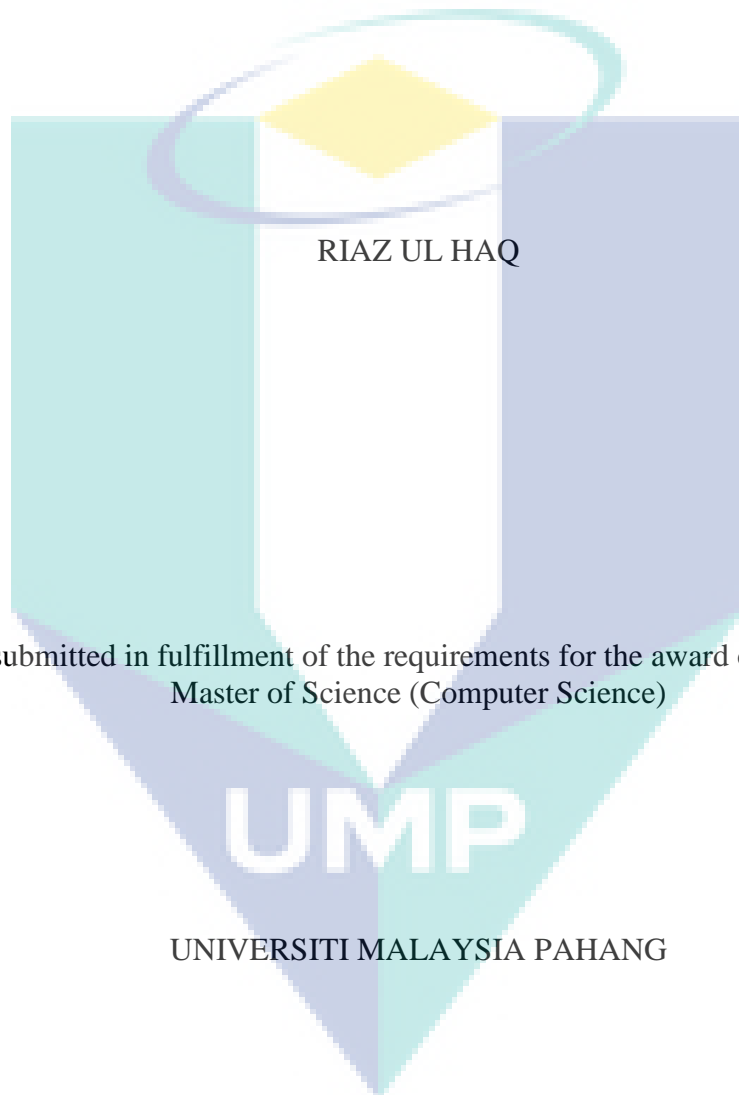 RIAZ UL HAQ
submitted in fulfillment of the requirements for the award
Master of Science (Computer Science)
UMP
UNIVERSITI MALAYSIA PAHANG